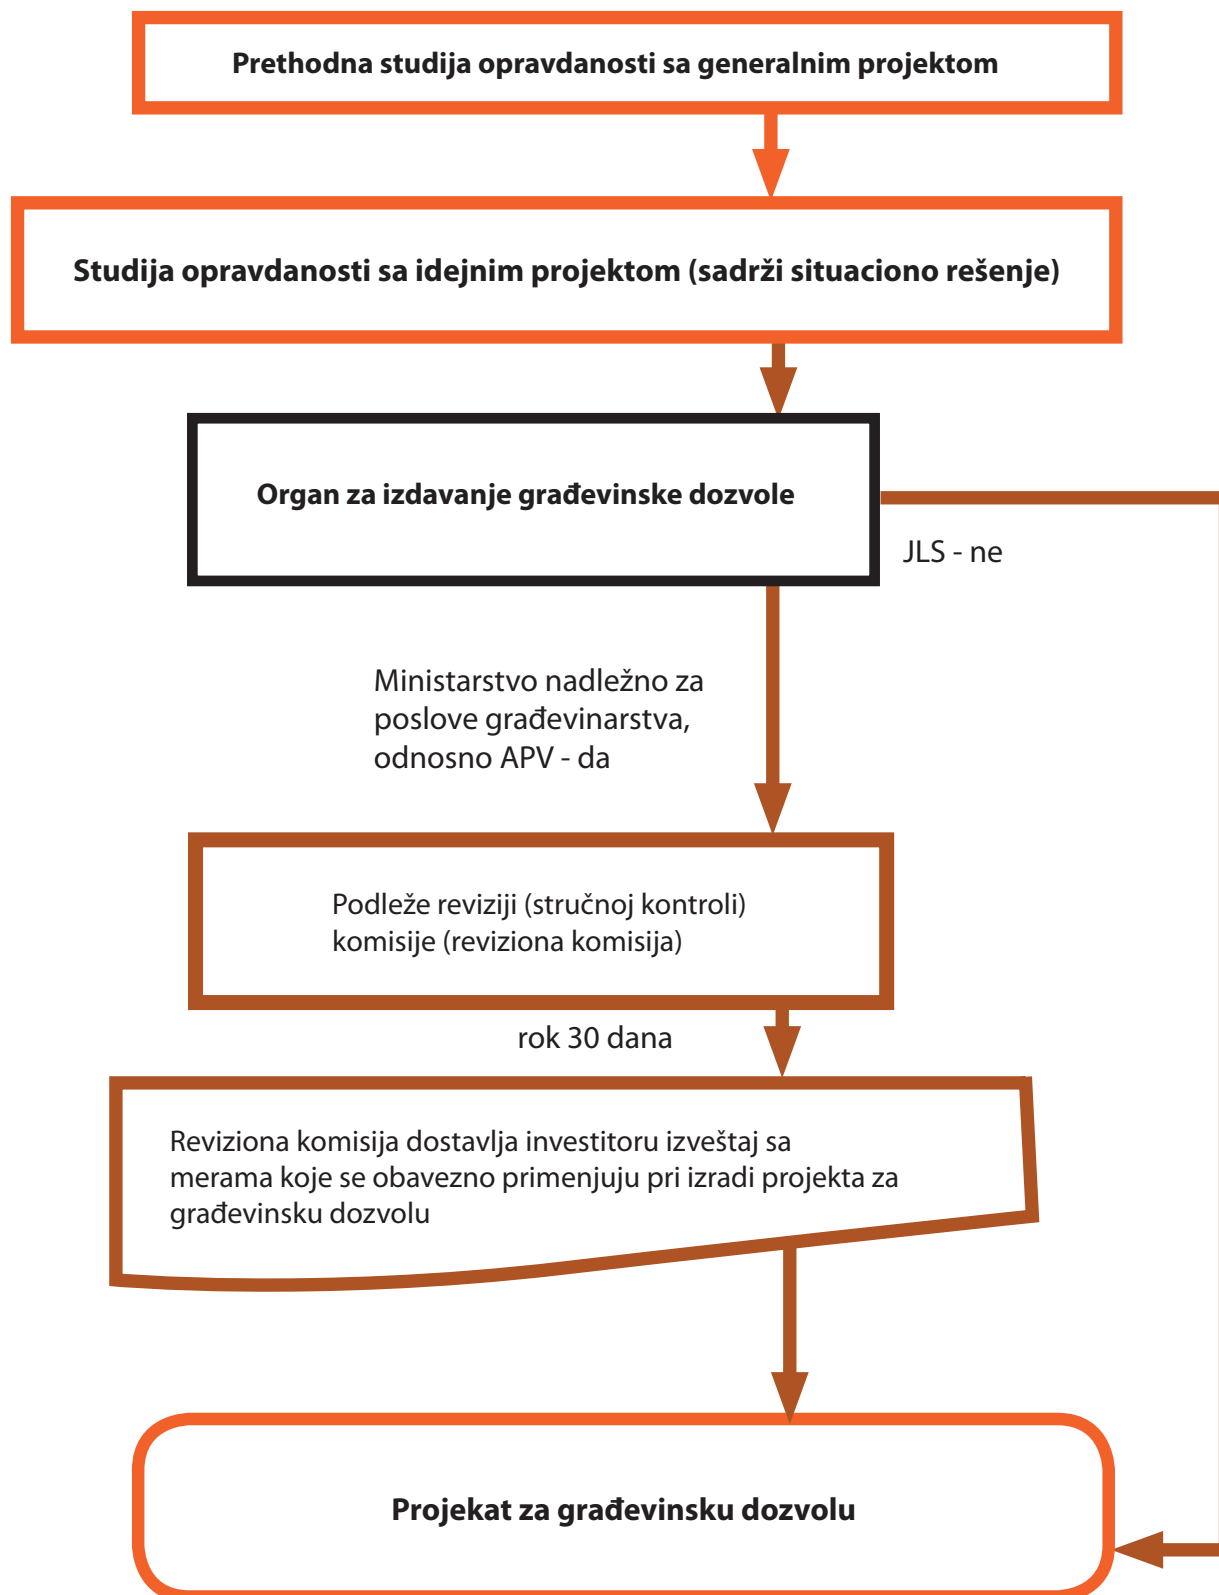 Prethodna studija opravdanosti sa generalnim projektom
Studija opravdanosti sa idejnim projektom (sadrži situaciono rešenje)
Organ za izdavanje građevinske dozvole
JLS - ne
Ministarstvo nadležno za
poslove građevinarstva,
odnosno APV - da
Podleže reviziji (stručnoj kontroli)
komisije (reviziona komisija)
rok 30 dana
Reviziona komisija dostavlja investitoru izveštaj sa
merama koje se obavezno primenjuju pri izradi projekta za
građevinsku dozvolu
Projekat za građevinsku dozvolu